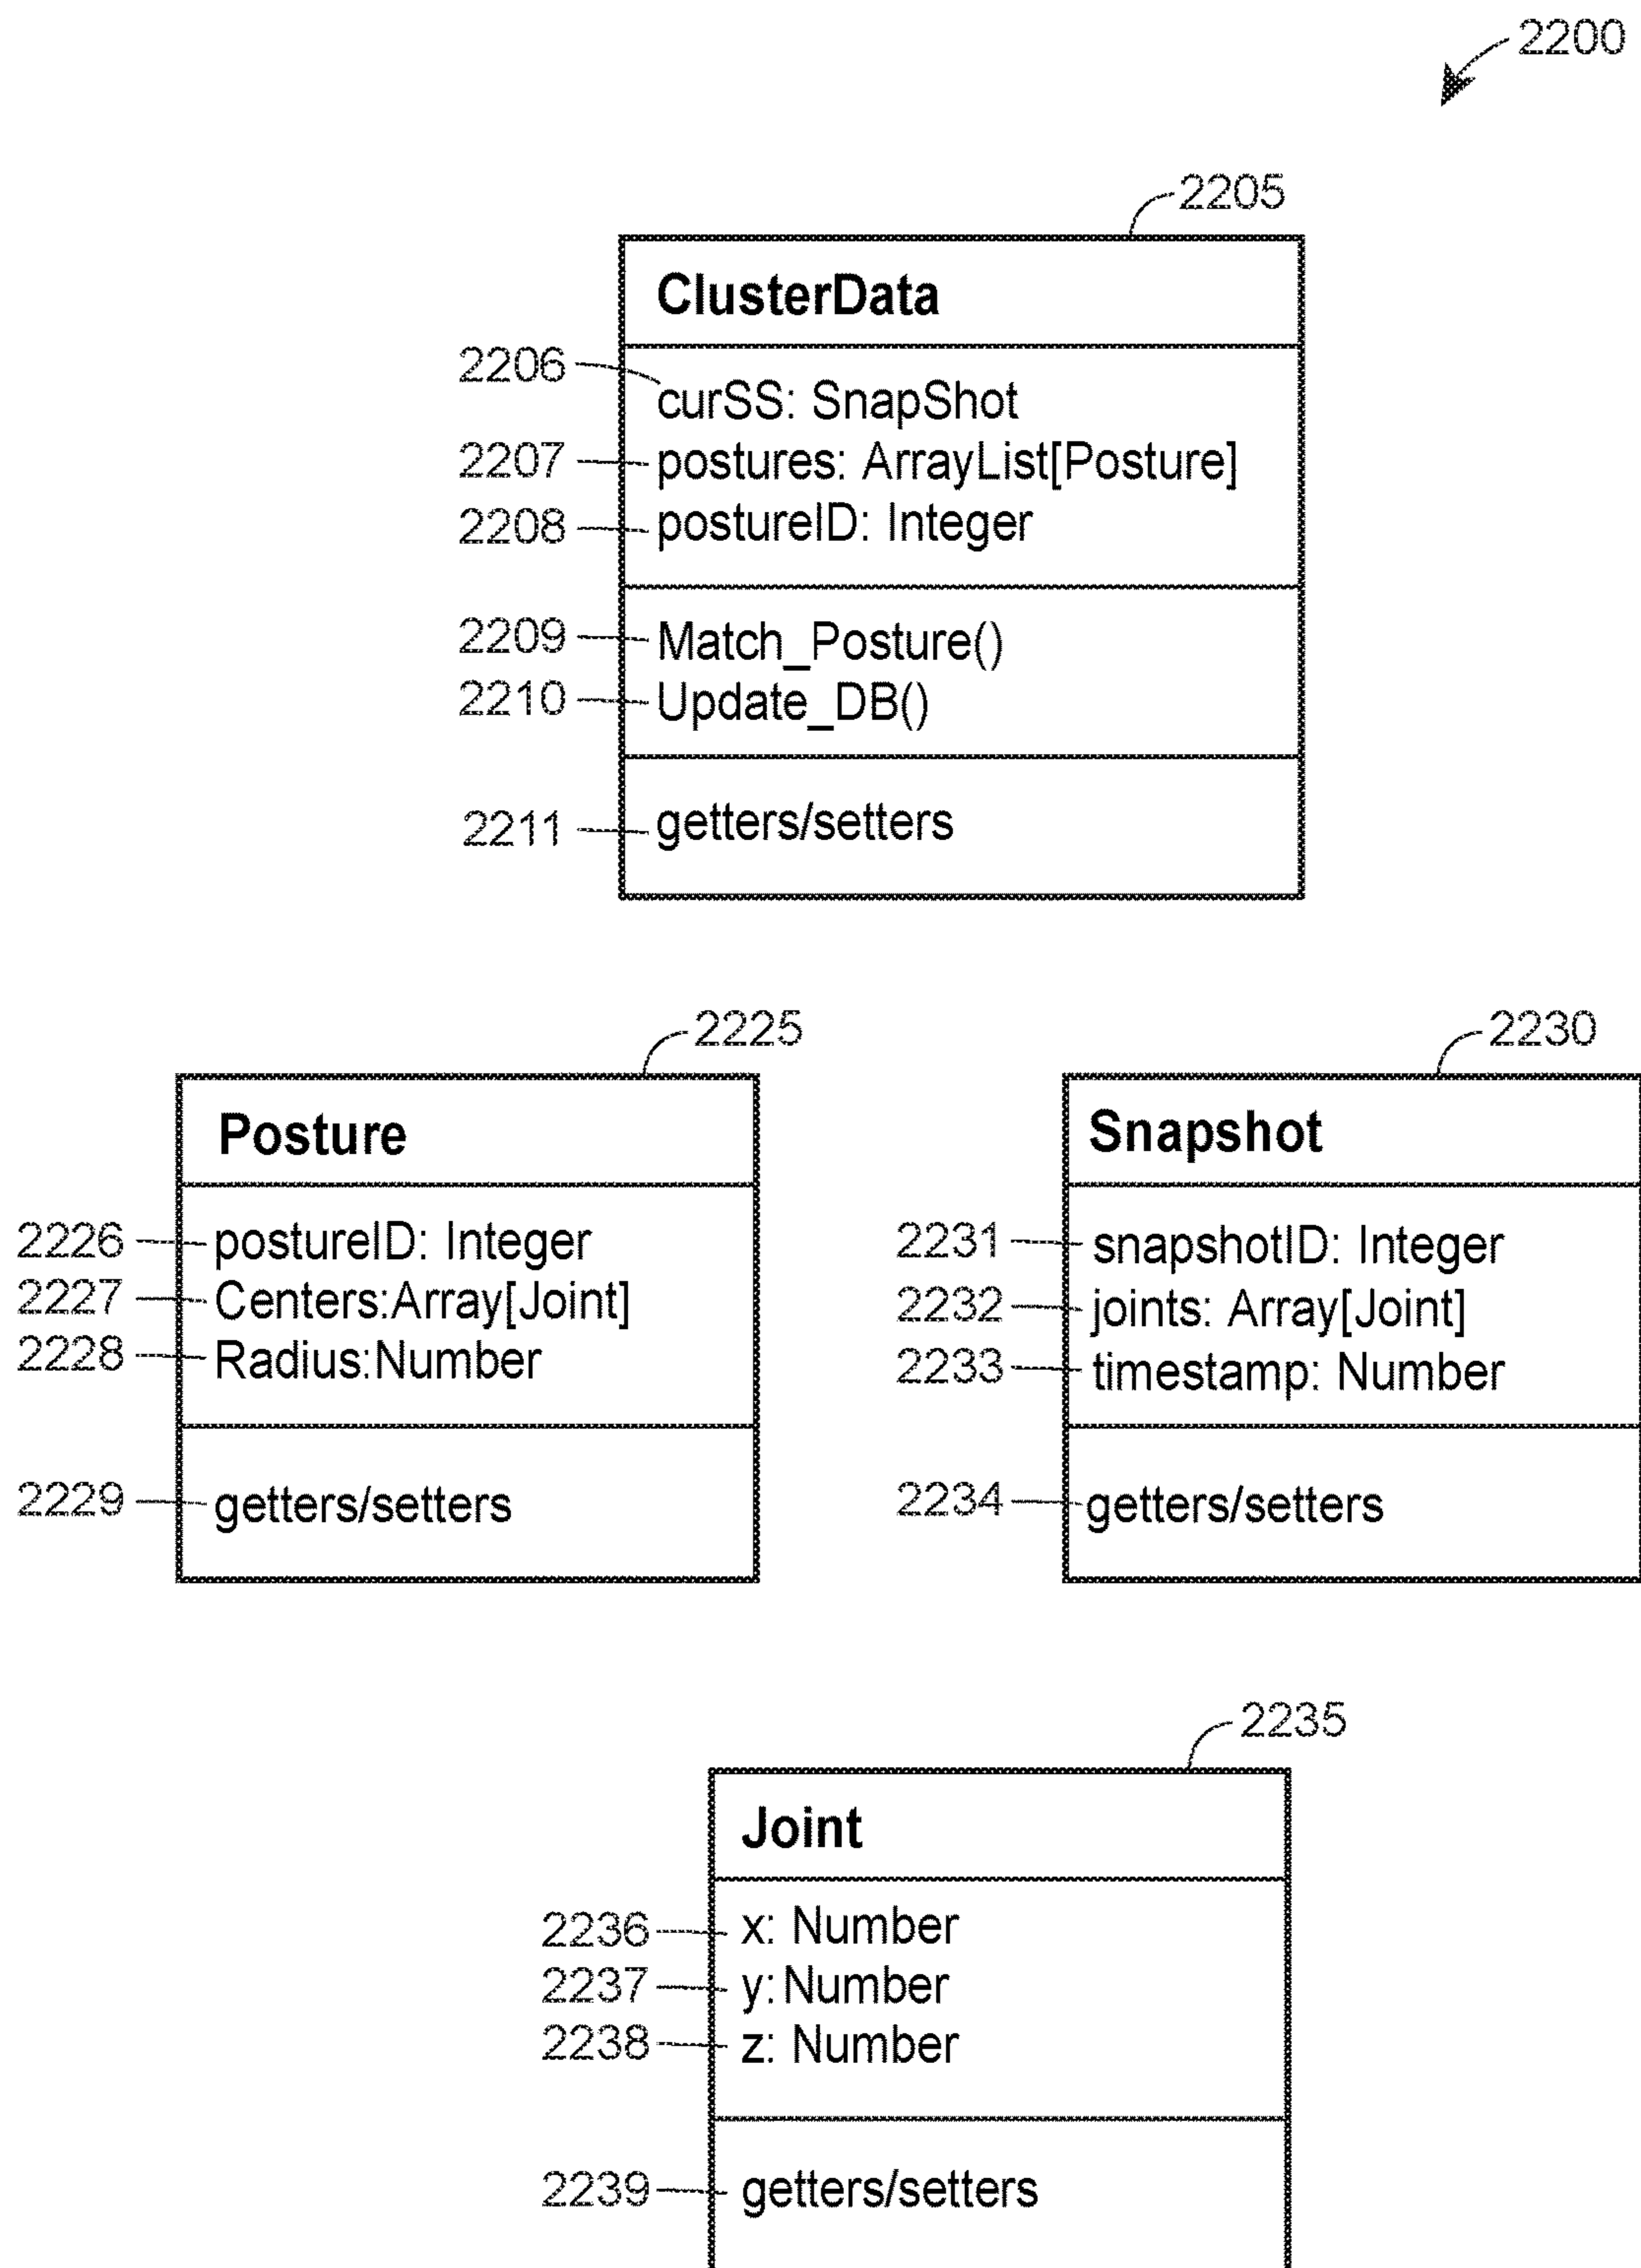 2200
2205
ClusterData
2206 curSS: SnapShot
2207 postures: ArrayList[Posture]
2208 postureID: Integer
2209 Match_Posture()
2210 Update_DB()
2211 getters/setters
2225
Posture
2226 postureID: Integer
2227 Centers:Array[Joint]
2228 Radius:Number
2229 getters/setters
2230
Snapshot
2231 snapshotID: Integer
2232 joints: Array[Joint]
2233 timestamp: Number
2234 getters/setters
2235
Joint
2236 x: Number
2237 y: Number
2238 z: Number
2239 getters/setters